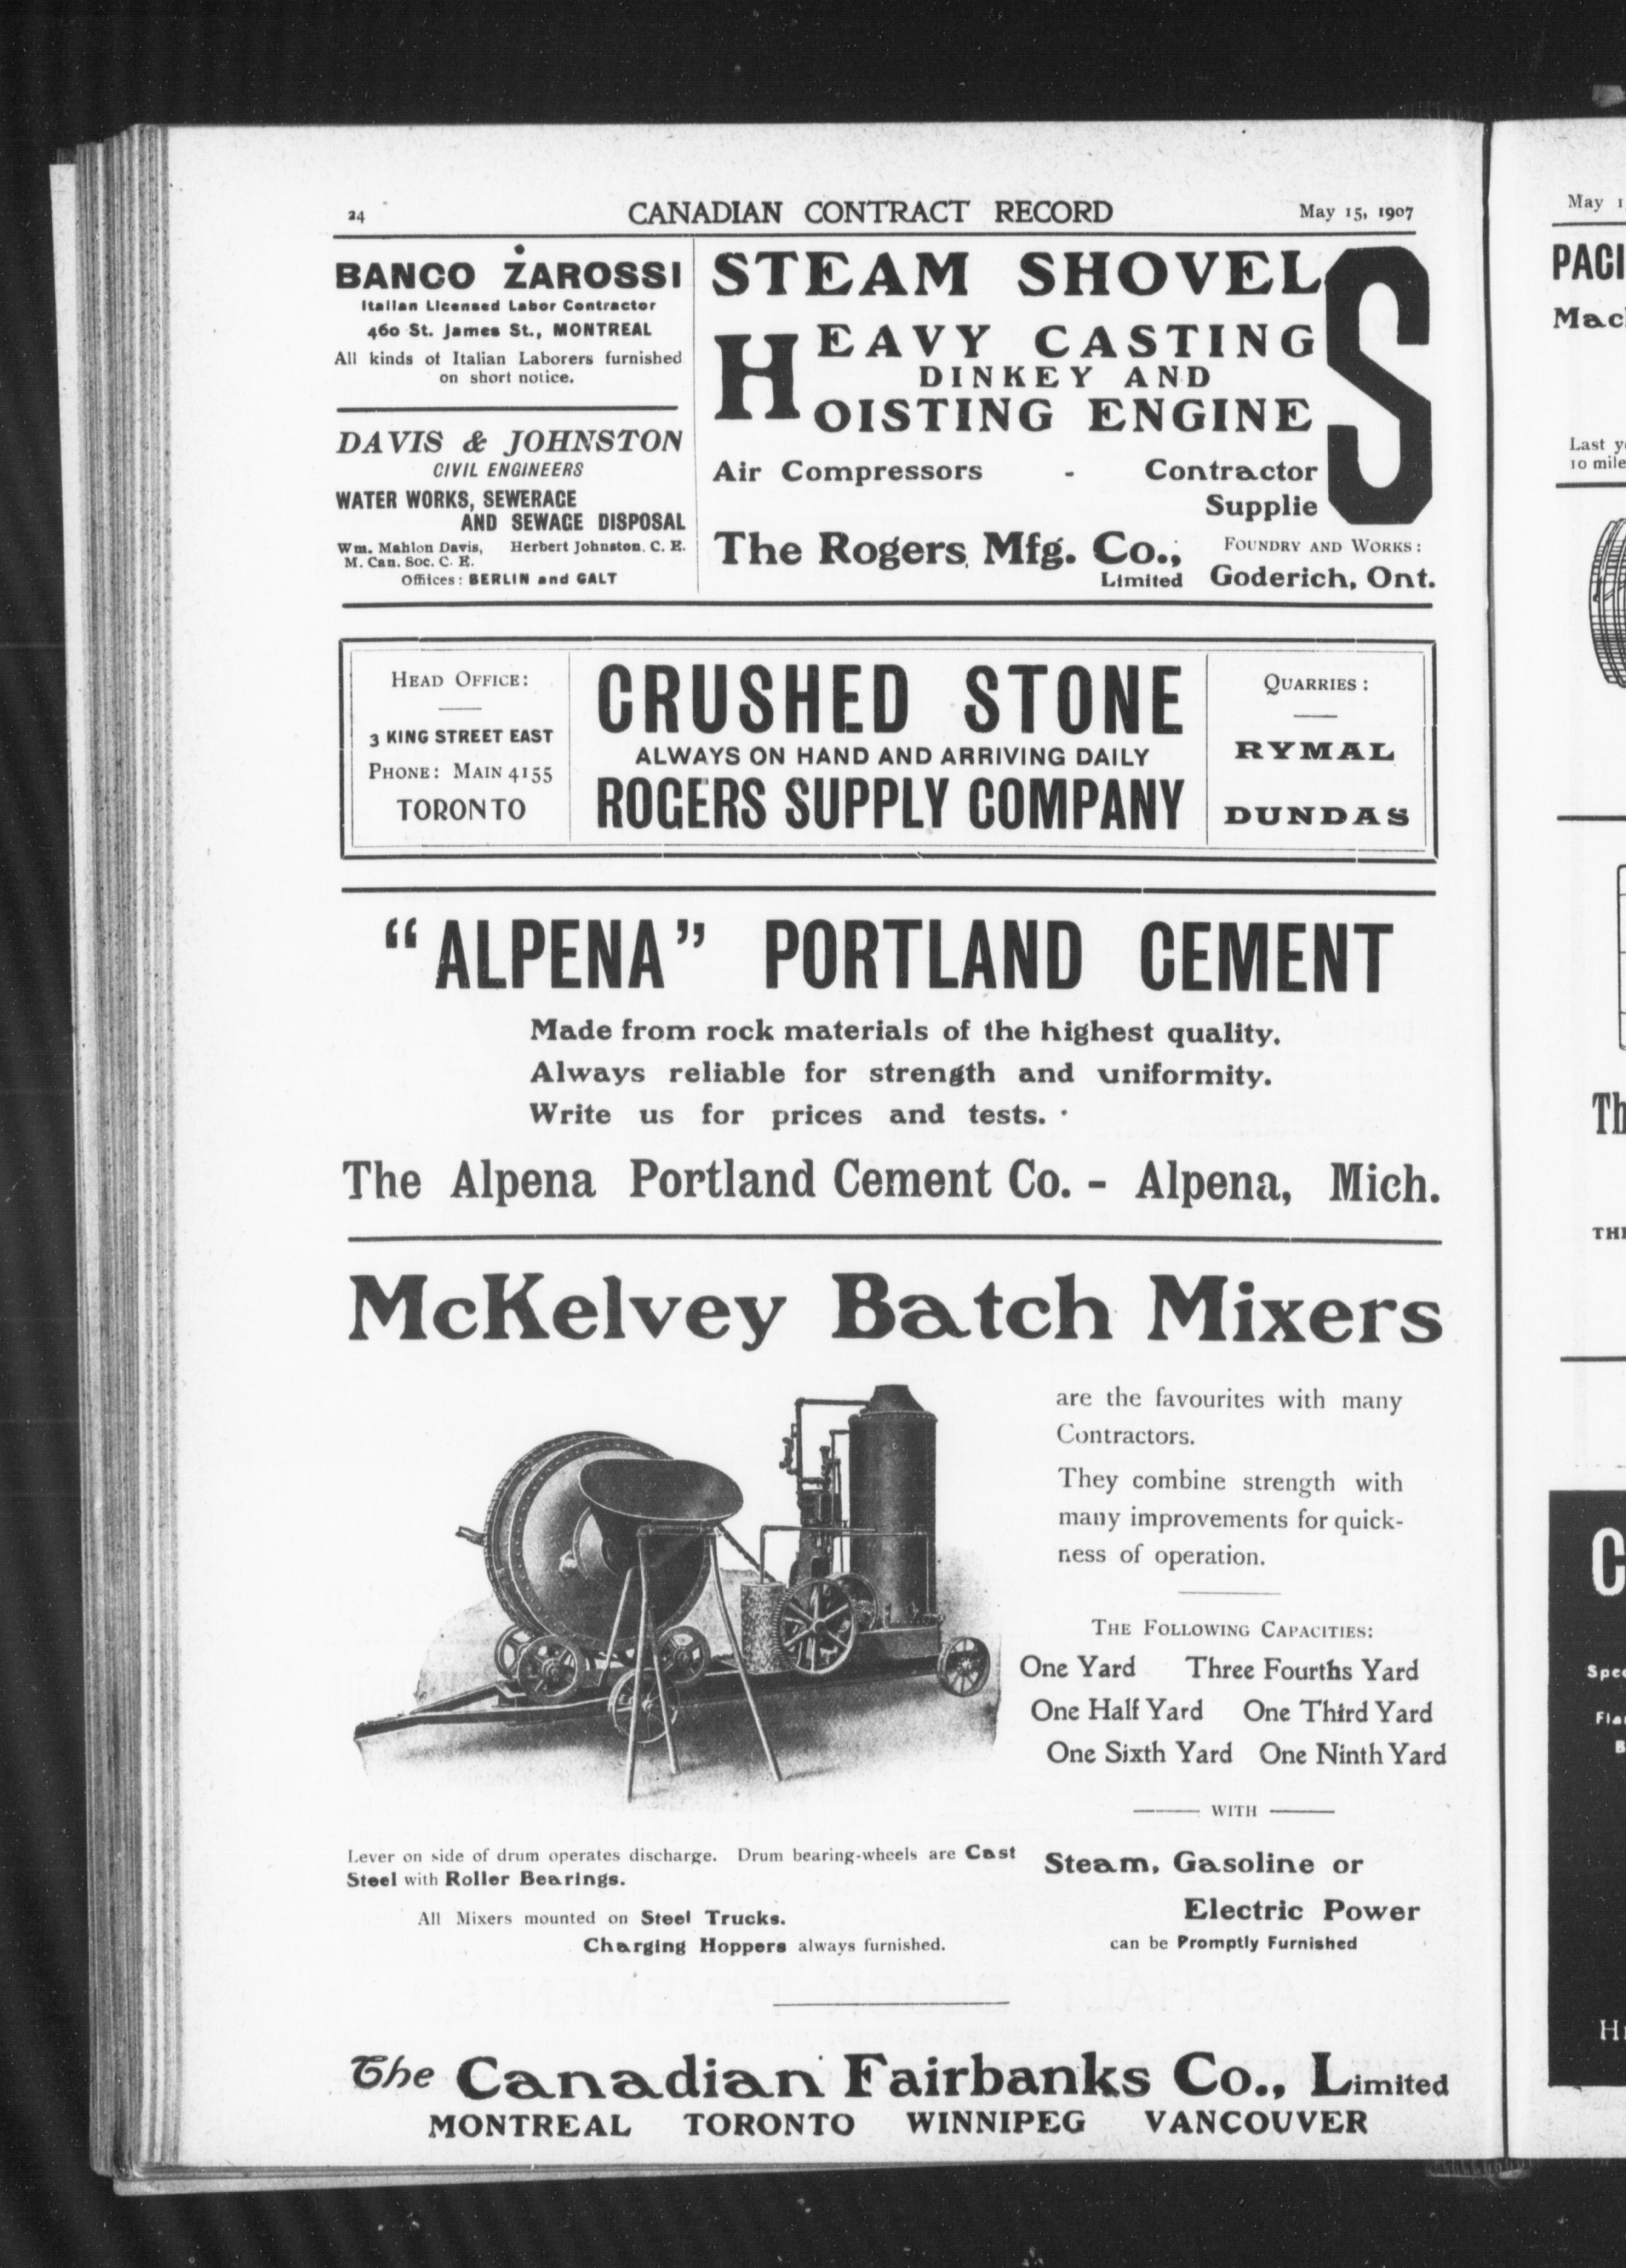 24 CANADIAN CONTRACT RECORD May 15, 1907
BANCO ZAROSSI
Italian Licensed Labor Contractor
460 St. James St., MONTREAL
All kinds of Italian Laborers furnished
on short notice.
DAVIS & JOHNSTON
CIVIL ENGINEERS
WATER WORKS, SEWERAGE
AND SEWAGE DISPOSAL
Wm. Mahlon Davis, Herbert Johnston, C. E.
M. Can. Soc. C. E.
Offiices: BERLIN and GALT
STEAM SHOVELS
HEAVY CASTING
DINKEY AND
HOISTING ENGINE
Air Compressors - Contractor
Supplie
The Rogers Mfg. Co., FOUNDRY AND WORKS:
Limited Goderich, Ont.
HEAD OFFICE:
3 KING STREET EAST
PHONE: MAIN 4155
TORONTO
CRUSHED STONE
ALWAYS ON HAND AND ARRIVING DAILY
ROGERS SUPPLY COMPANY
QUARRIES:
RYMAL
DUNDAS
"ALPENA" PORTLAND CEMENT
Made from rock materials of the highest quality.
Always reliable for strength and uniformity.
Write us for prices and tests.
The Alpena Portland Cement Co. - Alpena, Mich.
McKelvey Batch Mixers
are the favourites with many
Contractors.
They combine strength with
many improvements for quick-
ness of operation.
THE FOLLOWING CAPACITIES:
One Yard Three Fourths Yard
One Half Yard One Third Yard
One Sixth Yard One Ninth Yard
WITH
Steam, Gasoline or
Electric Power
can be Promptly Furnished
Lever on side of drum operates discharge. Drum bearing-wheels are Cast
Steel with Roller Bearings.
All Mixers mounted on Steel Trucks.
Charging Hoppers always furnished.
The Canadian Fairbanks Co., Limited
MONTREAL TORONTO WINNIPEG VANCOUVER
May 1
PACI
Mac
Last y
10 mile
Th
THE
C
Spec
Fla
B
H